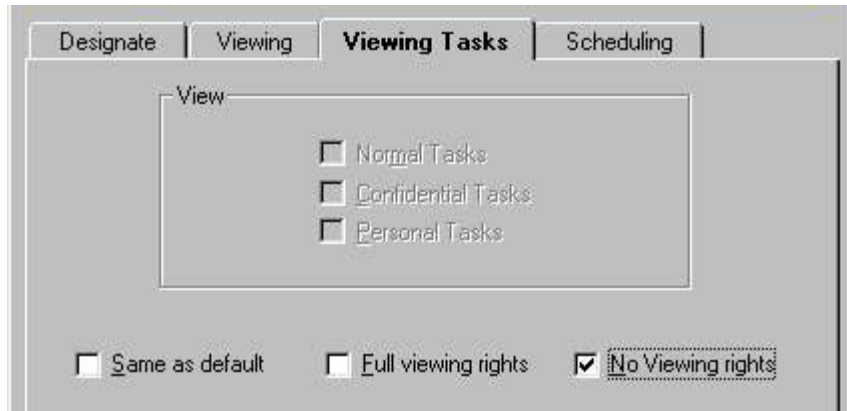 Designate Viewing Viewing Tasks Scheduling
View
Normal Tasks
Confidential Tasks
Personal Tasks
Same as default Full viewing rights No Viewing rights